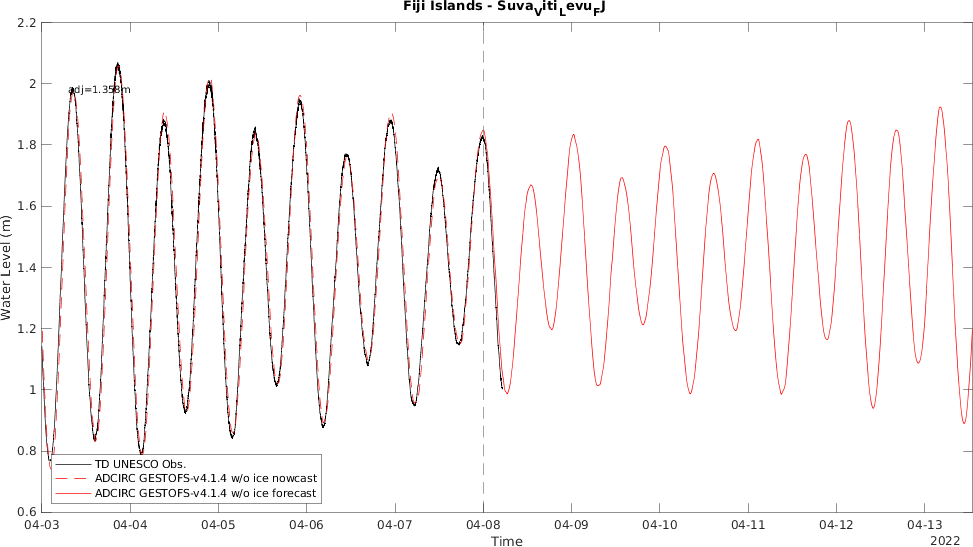 Fiji Islands - SuvaVitiLevuFJ
2.2
2
1.8
1.6
1.4
1.2
1
0.8
0.6
Water Level (m)
adj=1.358m
TD UNESCO Obs.
ADCIRC GESTOFS-v4.1.4 w/o ice nowcast
ADCIRC GESTOFS-v4.1.4 w/o ice forecast
04-03 04-04 04-05 04-06 04-07 04-08 04-09 04-10 04-11 04-12 04-13
Time
2022